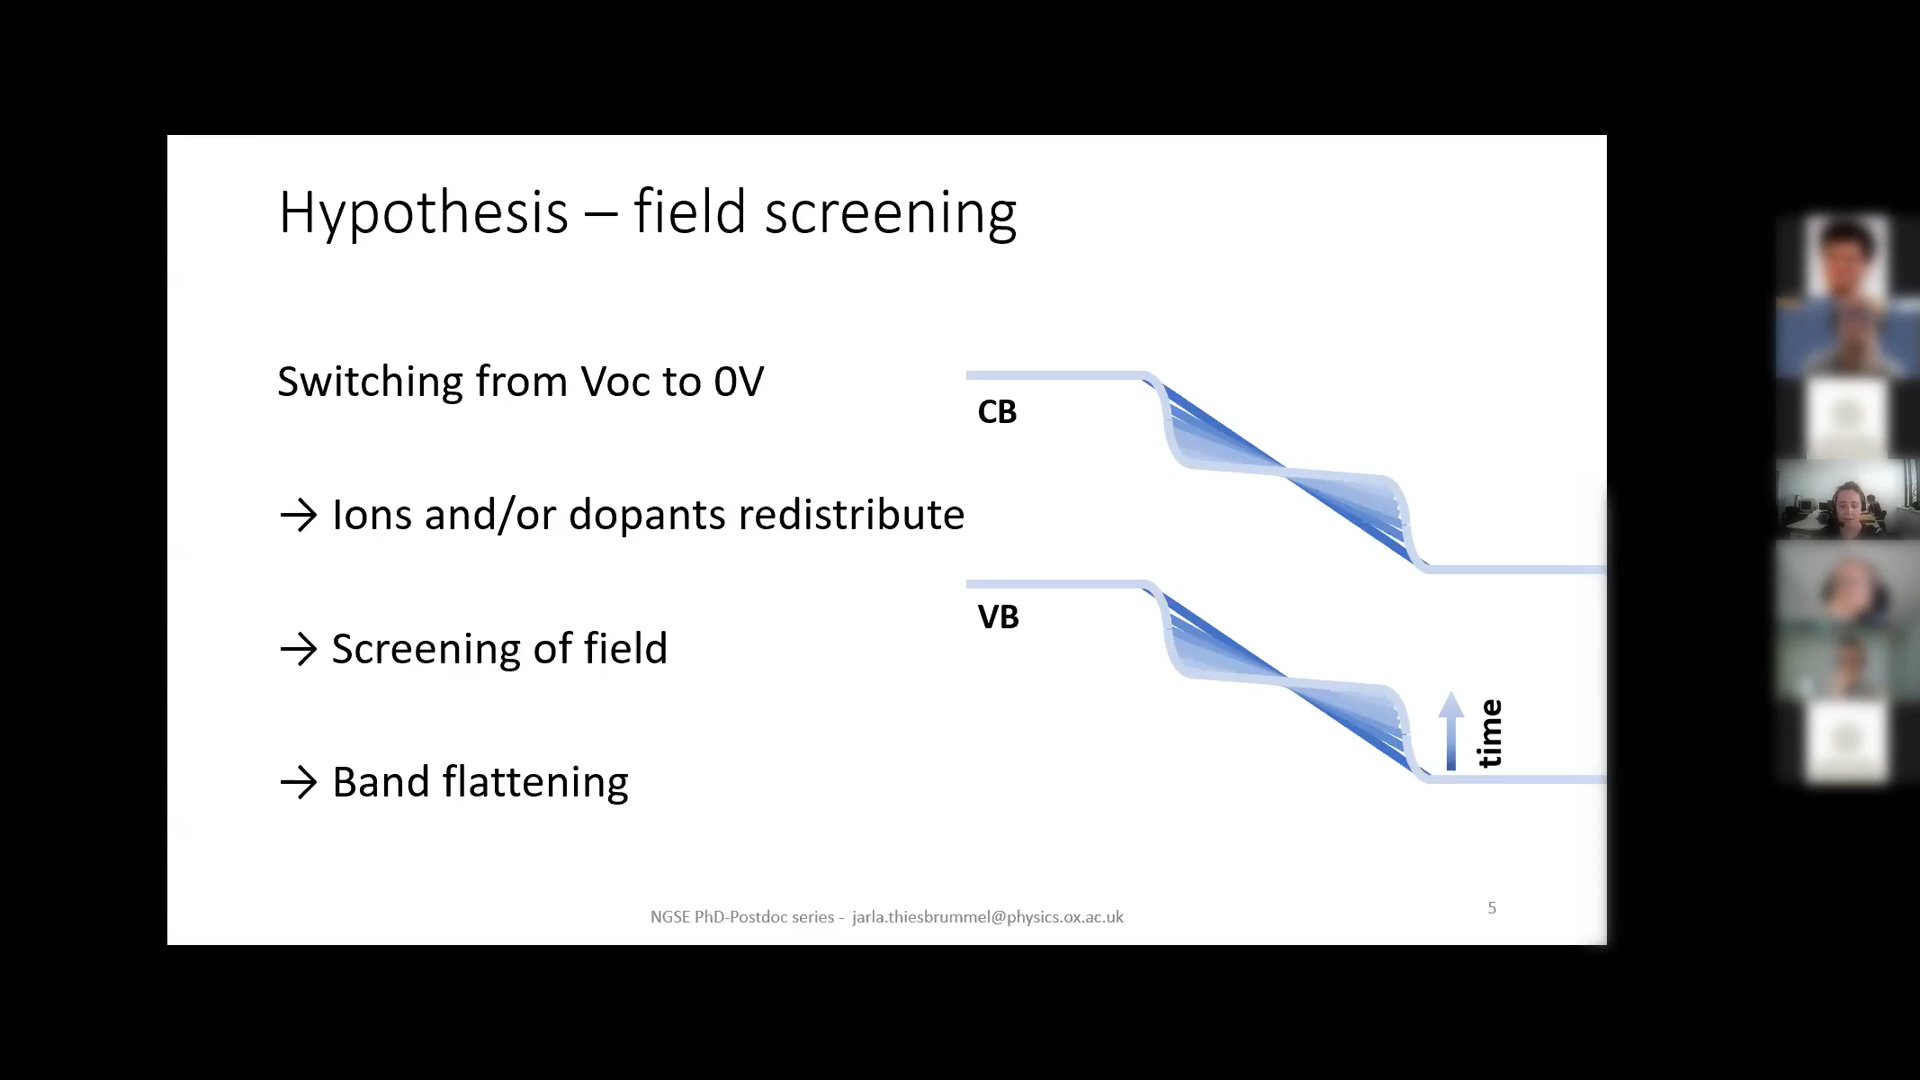 Hypothesis – field screening
Switching from Voc to 0V
→ Ions and/or dopants redistribute
→ Screening of field
→ Band flattening
CB
VB
time
NGSE PhD-Postdoc series - jarla.thiesbrummel@physics.ox.ac.uk
5